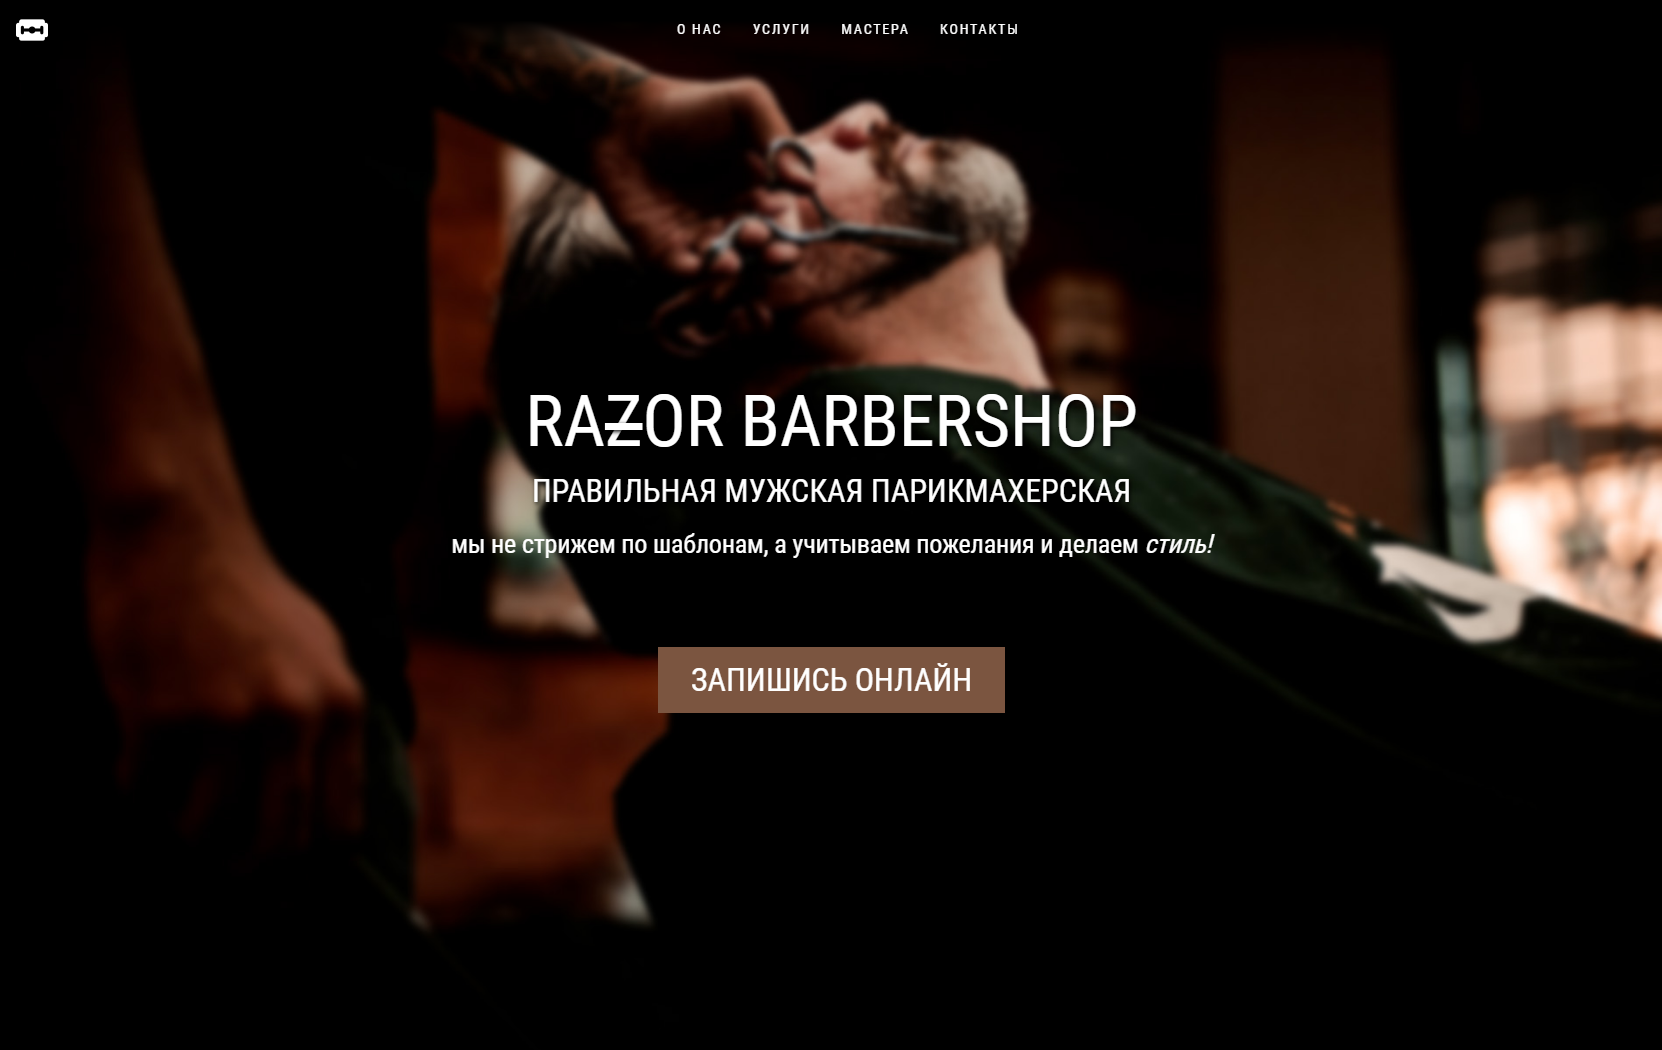 О НАС УСЛУГИ МАСТЕРА КОНТАКТЫ
RAZOR BARBERSHOP
ПРАВИЛЬНАЯ МУЖСКАЯ ПАРИКМАХЕРСКАЯ
мы не стрижем по шаблонам, а учитываем пожелания и делаем стиль!
ЗАПИШИСЬ ОНЛАЙН